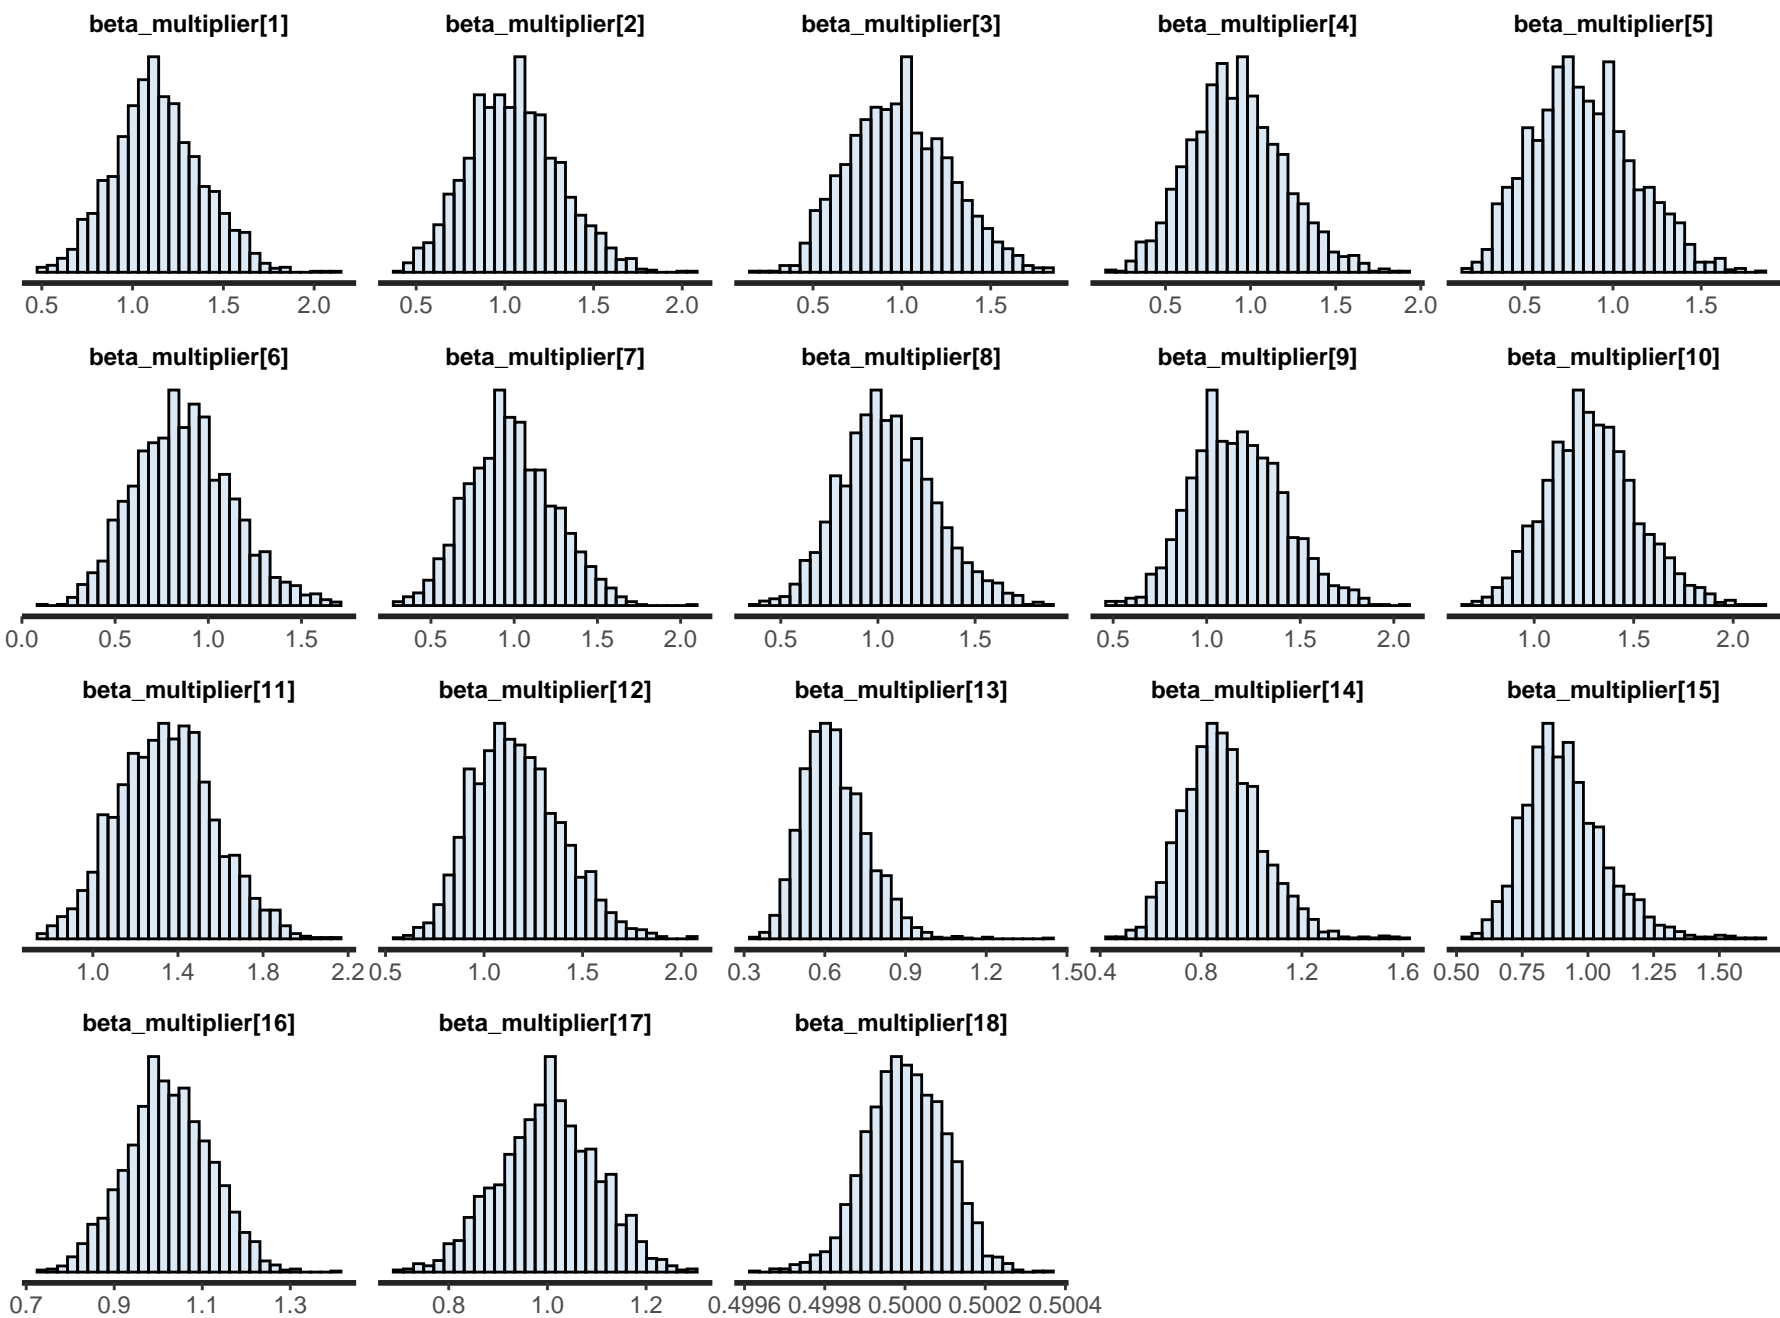 beta_multiplier[1] beta_multiplier[2] beta_multiplier[3] beta_multiplier[4] beta_multiplier[5]
0.5 1.0 1.5 2.0 0.5 1.0 1.5 2.0 0.5 1.0 1.5 0.5 1.0 1.5 2.0 0.5 1.0 1.5
beta_multiplier[6] beta_multiplier[7] beta_multiplier[8] beta_multiplier[9] beta_multiplier[10]
0.0 0.5 1.0 1.5 0.5 1.0 1.5 2.0 0.5 1.0 1.5 0.5 1.0 1.5 2.0 1.0 1.5 2.0
beta_multiplier[11] beta_multiplier[12] beta_multiplier[13] beta_multiplier[14] beta_multiplier[15]
1.0 1.4 1.8 2.2 0.5 1.0 1.5 2.0 0.3 0.6 0.9 1.2 1.5 0.4 0.8 1.2 1.6 0.50 0.75 1.00 1.25 1.50
beta_multiplier[16] beta_multiplier[17] beta_multiplier[18]
0.7 0.9 1.1 1.3 0.8 1.0 1.2 0.4996 0.4998 0.5000 0.5002 0.5004